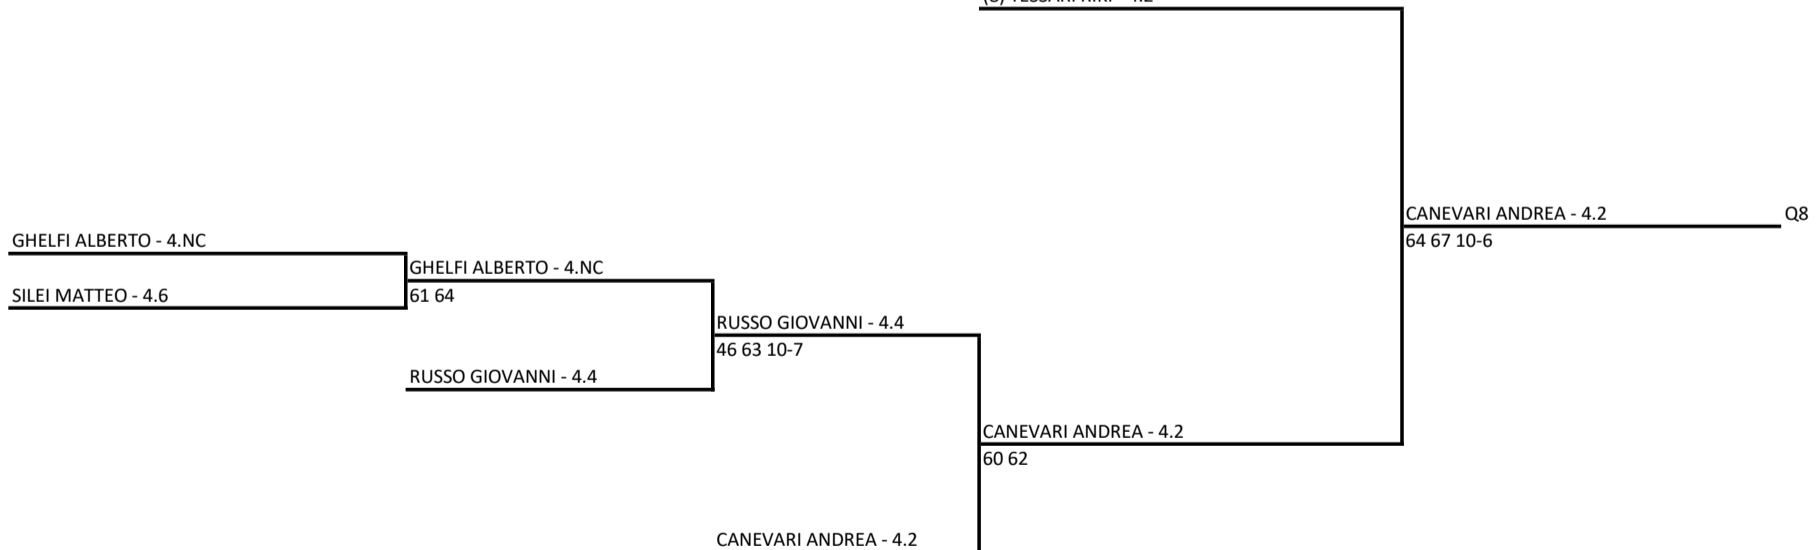 GHELFI ALBERTO - 4.NC
SILEI MATTEO - 4.6
GHELFI ALBERTO - 4.NC
61 64
RUSSO GIOVANNI - 4.4
RUSSO GIOVANNI - 4.4
46 63 10-7
CANEVARI ANDREA - 4.2
CANEVARI ANDREA - 4.2
60 62
CANEVARI ANDREA - 4.2
64 67 10-6
Q8